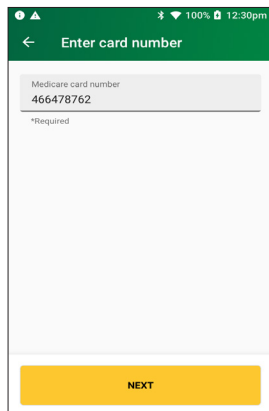 100% 12:30pm
Enter card number
Medicare card number
466478762
*Required
NEXT